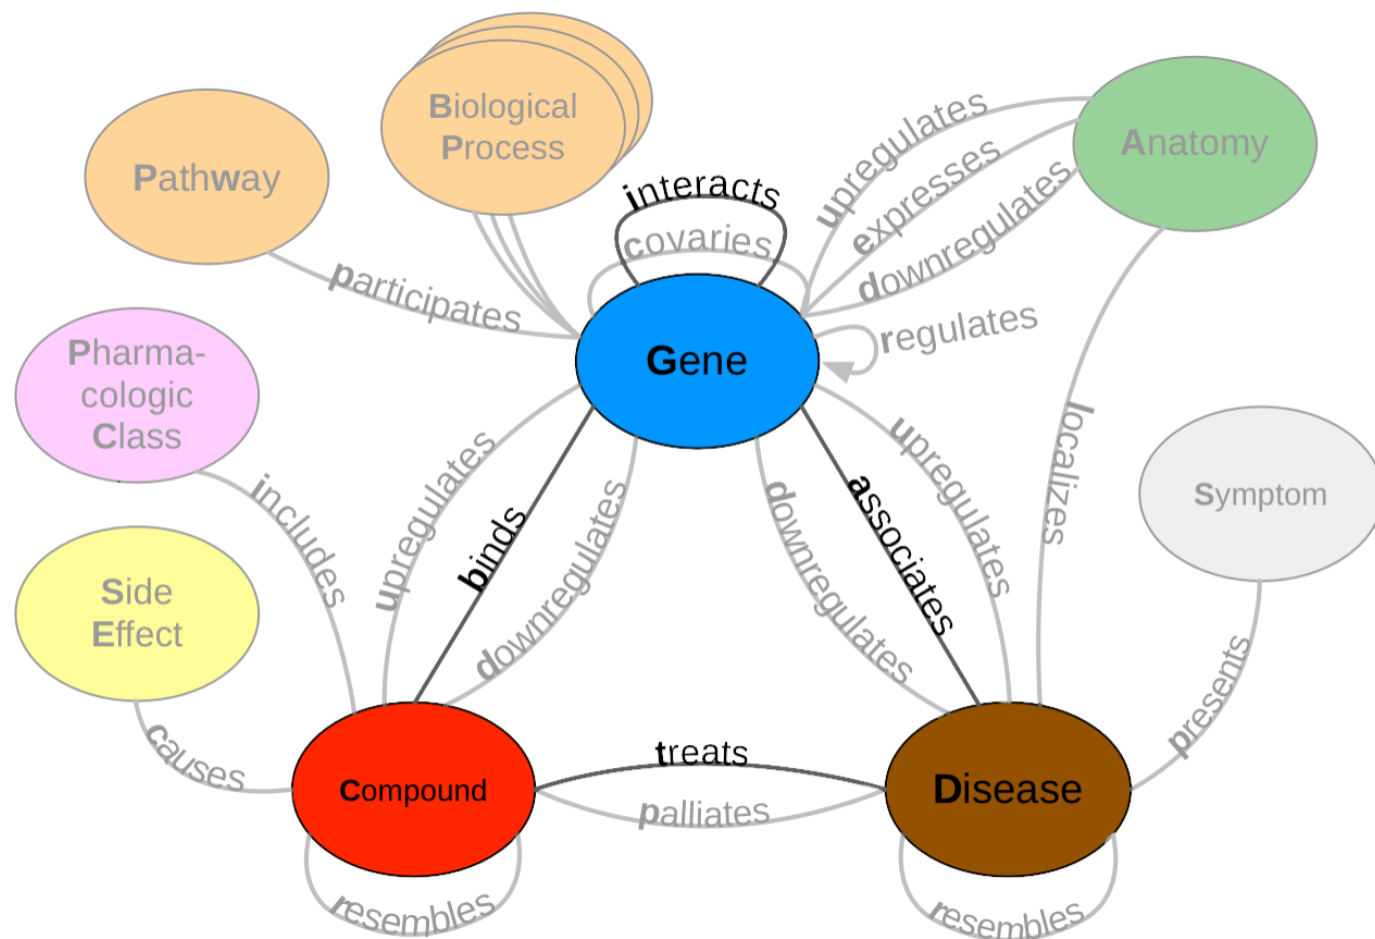 Biological
Process
Pathway
Anatomy
interacts
covaries
upregulates
expresses
downregulates
participates
regulates
Gene
Pharma-
cologic
Class
includes
upregulates
binds
downregulates
downregulates
associates
upregulates
localizes
Symptom
Side
Effect
causes
presents
Compound
treats
palliates
Disease
resembles
resembles